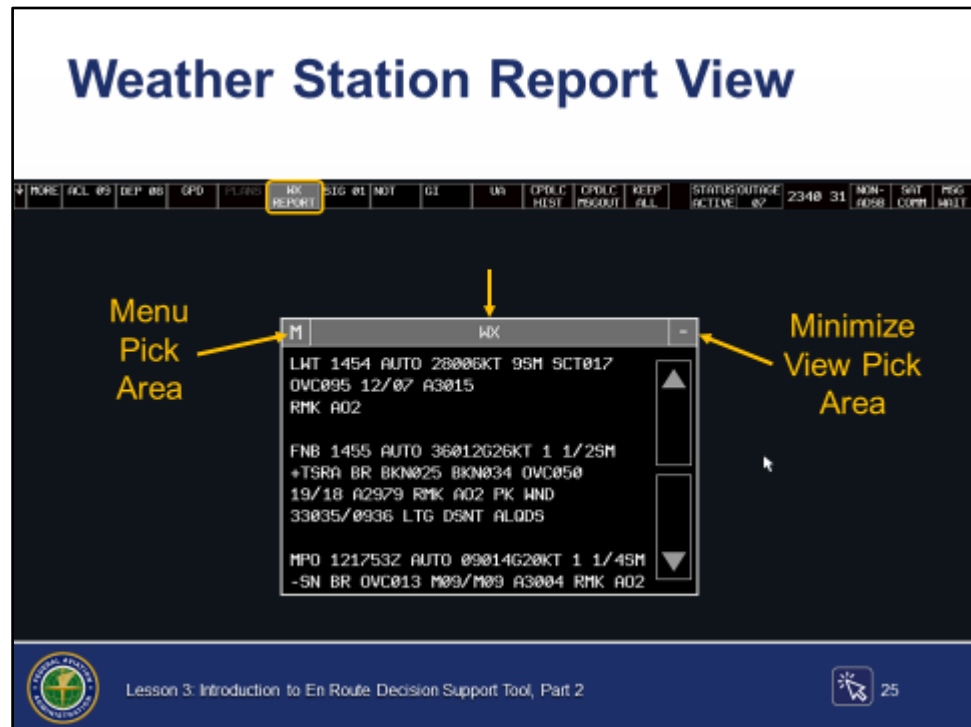 Weather Station Report View
MORE ACL 09 DEP 08 GPD PLANS WX REPORT SIG 01 NOT GI UA CPDLC HIST CPDLC MSGOUT KEEP ALL STATUS ACTIVE OUTAGE 07 2340 31 NON-ADSB SAT COMM MSG WAIT
Menu
Pick
Area
M WX -
LWT 1454 AUTO 28006KT 9SM SCT017
OVC095 12/07 A3015
RMK AO2
FNB 1455 AUTO 36012G26KT 1 1/2SM
+TSRA BR BKN025 BKN034 OVC050
19/18 A2979 RMK AO2 PK WND
33035/0936 LTG DSNT ALQDS
MPO 121753Z AUTO 09014G20KT 1 1/4SM
-SN BR OVC013 M09/M09 A3004 RMK AO2
Minimize
View Pick
Area
FEDERAL AVIATION
ADMINISTRATION
Lesson 3: Introduction to En Route Decision Support Tool, Part 2
25